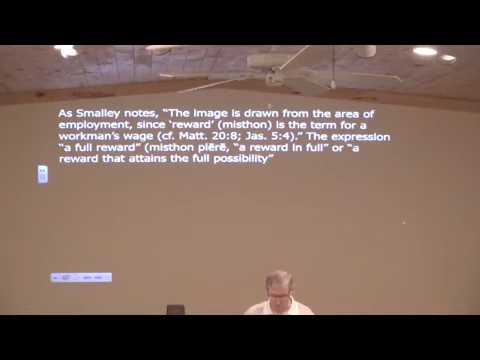 As Smalley notes, “The image is drawn from the area of
employment, since ‘reward’ (misthon) is the term for a
workman’s wage (cf. Matt. 20:8; Jas. 5:4).” The expression
“a full reward” (misthon plērē, “a reward in full” or “a
reward that attains the full possibility”